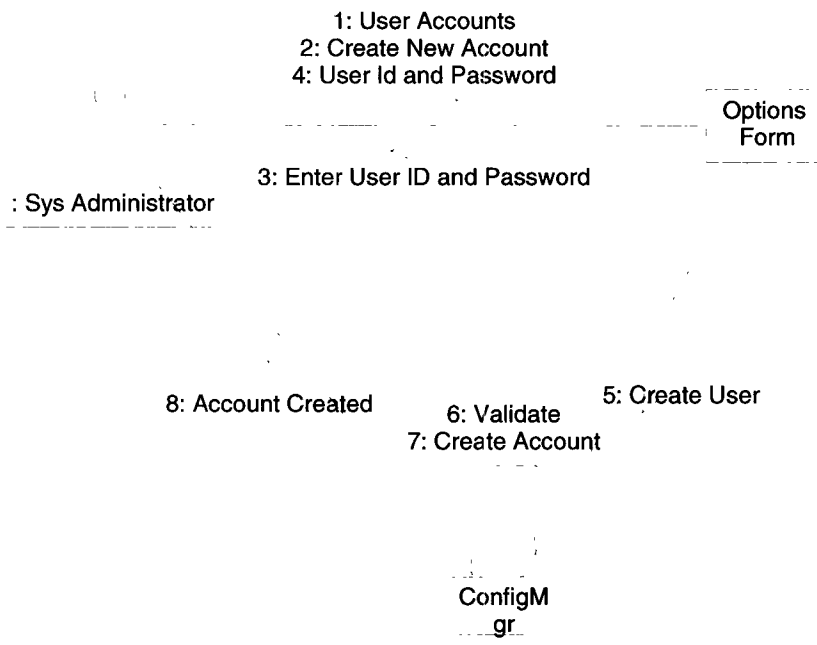 1: User Accounts
2: Create New Account
4: User Id and Password
Options
Form
3: Enter User ID and Password
: Sys Administrator
5: Create User
8: Account Created
6: Validate
7: Create Account
ConfigM
gr